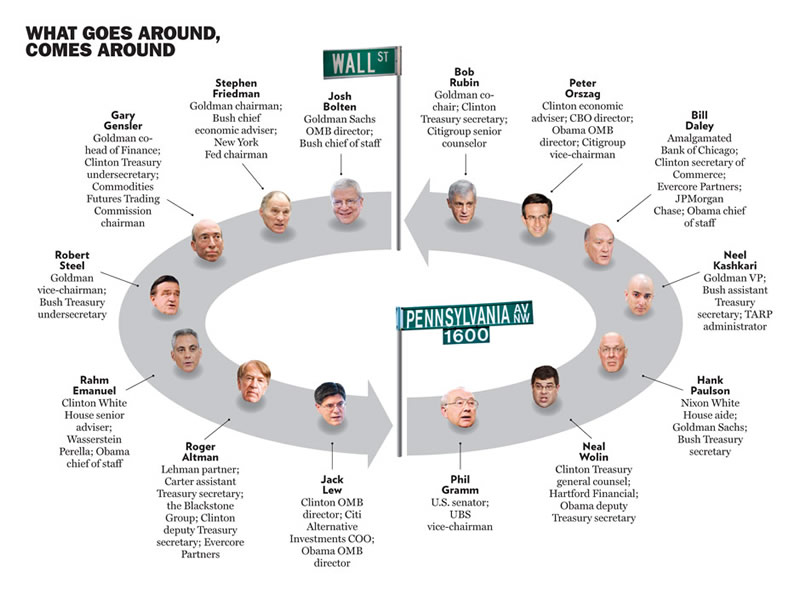 WHAT GOES AROUND,
COMES AROUND
WALL ST
Bob
Rubin
Goldman co-
chair; Clinton
Treasury secretary;
Citigroup senior
counselor
Peter
Orszag
Clinton economic
adviser; CBO director;
Obama OMB
director; Citigroup
vice-chairman
Bill
Daley
Amalgamated
Bank of Chicago;
Clinton secretary of
Commerce;
Evercore Partners;
JPMorgan
Chase; Obama chief
of staff
Neel
Kashkari
Goldman VP;
Bush assistant
Treasury
secretary; TARP
administrator
Hank
Paulson
Nixon White
House aide;
Goldman Sachs;
Bush Treasury
secretary
Neal
Wolin
Clinton Treasury
general counsel;
Hartford Financial;
Obama deputy
Treasury secretary
Phil
Gramm
U.S. senator;
UBS
vice-chairman
PENNSYLVANIA AV NW
1600
Jack
Lew
Clinton OMB
director; Citi
Alternative
Investments COO;
Obama OMB
director
Roger
Altman
Lehman partner;
Carter assistant
Treasury secretary;
the Blackstone
Group; Clinton
deputy Treasury
secretary; Evercore
Partners
Rahm
Emanuel
Clinton White
House senior
adviser;
Wasserstein
Perella; Obama
chief of staff
Robert
Steel
Goldman
vice-chairman;
Bush Treasury
undersecretary
Gary
Gensler
Goldman co-
head of Finance;
Clinton Treasury
undersecretary;
Commodities
Futures Trading
Commission
chairman
Stephen
Friedman
Goldman chairman;
Bush chief
economic adviser;
New York
Fed chairman
Josh
Bolten
Goldman Sachs
OMB director;
Bush chief of staff